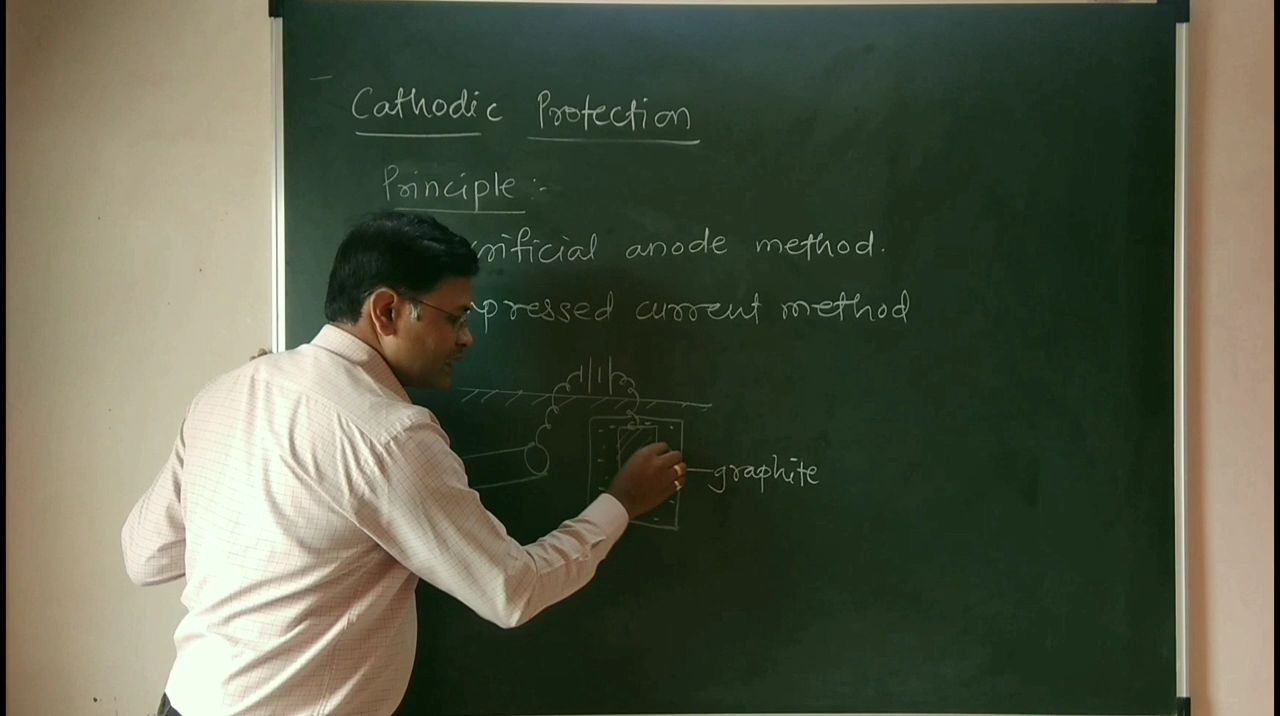 Cathodic Protection
Principle :-
rificial anode method.
pressed current method
graphite